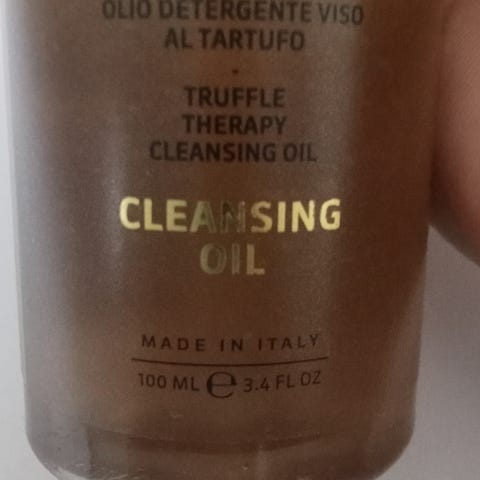 OLIO DETERGENTE VISO
AL TARTUFO
-
TRUFFLE
THERAPY
CLEANSING OIL
CLEANSING
OIL
MADE IN ITALY
100 ML ℮ 3.4 FL OZ